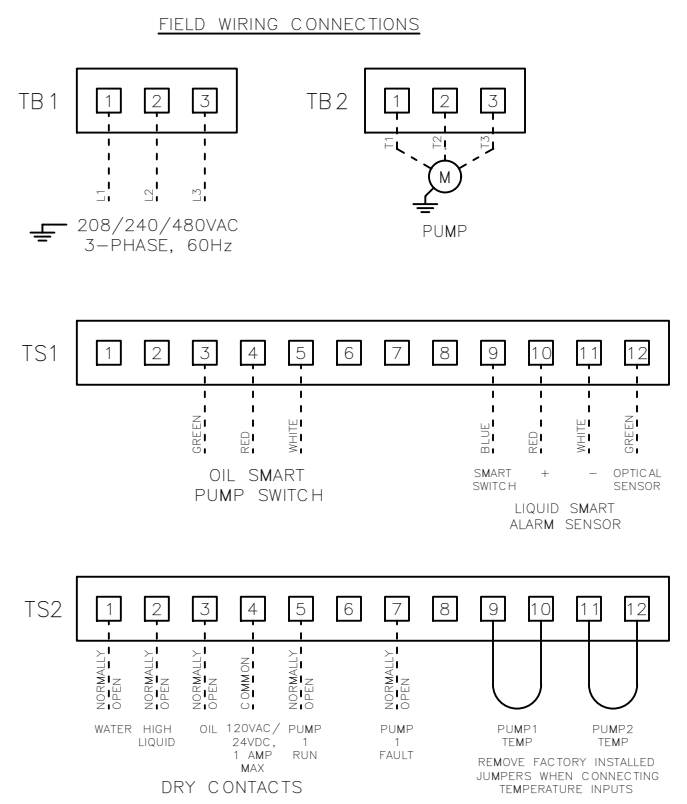 FIELD WIRING CONNECTIONS
TB1
1 2 3
L1 L2 L3
208/240/480VAC
3-PHASE, 60Hz
TB2
1 2 3
T1 T2 T3
M
PUMP
TS1
1 2 3 4 5 6 7 8 9 10 11 12
GREEN RED WHITE BLUE RED WHITE GREEN
OIL SMART
PUMP SWITCH
SMART
SWITCH
+
-
OPTICAL
SENSOR
LIQUID SMART
ALARM SENSOR
TS2
1 2 3 4 5 6 7 8 9 10 11 12
NORMALLY
OPEN
NORMALLY
OPEN
NORMALLY
OPEN
COMMON
NORMALLY
OPEN
NORMALLY
OPEN
WATER
HIGH
LIQUID
OIL
120VAC/
24VDC,
1 AMP
MAX
PUMP
1
RUN
PUMP
1
FAULT
DRY CONTACTS
PUMP1
TEMP
PUMP2
TEMP
REMOVE FACTORY INSTALLED
JUMPERS WHEN CONNECTING
TEMPERATURE INPUTS